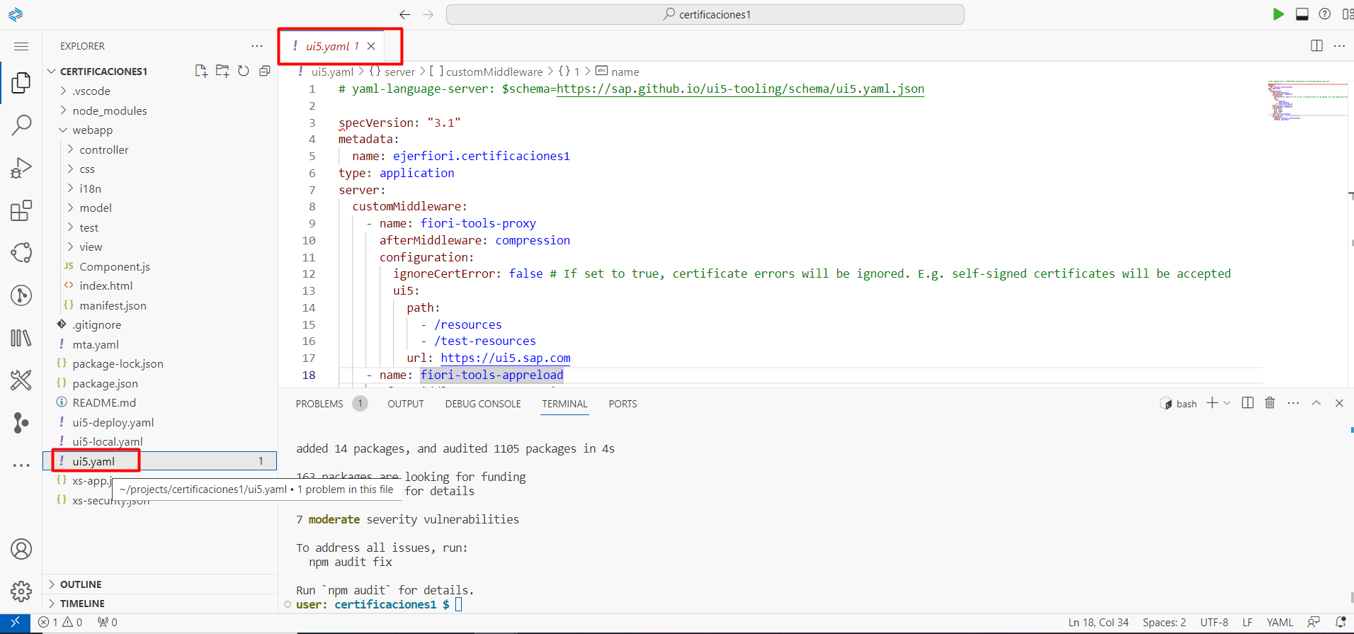 certificaciones1
EXPLORER
CERTIFICACIONES1
.vscode
node_modules
webapp
controller
css
i18n
model
test
view
JS Component.js
<> index.html
{} manifest.json
.gitignore
! mta.yaml
{} package-lock.json
{} package.json
README.md
! ui5-deploy.yaml
! ui5-local.yaml
! ui5.yaml 1
{} xs-app.j
{} xs-security.json
~/projects/certificaciones1/ui5.yaml • 1 problem in this file
OUTLINE
TIMELINE
! ui5.yaml 1
! ui5.yaml > {} server > [ ] customMiddleware > {} 1 > abc name
1 # yaml-language-server: $schema=https://sap.github.io/ui5-tooling/schema/ui5.yaml.json
2
3 specVersion: "3.1"
4 metadata:
5 name: ejerfiori.certificaciones1
6 type: application
7 server:
8 customMiddleware:
9 - name: fiori-tools-proxy
10 afterMiddleware: compression
11 configuration:
12 ignoreCertError: false # If set to true, certificate errors will be ignored. E.g. self-signed certificates will be accepted
13 ui5:
14 path:
15 - /resources
16 - /test-resources
17 url: https://ui5.sap.com
18 - name: fiori-tools-appreload
PROBLEMS 1 OUTPUT DEBUG CONSOLE TERMINAL PORTS
bash
added 14 packages, and audited 1105 packages in 4s
163 packages are looking for funding
for details
7 moderate severity vulnerabilities
To address all issues, run:
npm audit fix
Run `npm audit` for details.
user: certificaciones1 $
1 0 0
Ln 18, Col 34 Spaces: 2 UTF-8 LF YAML